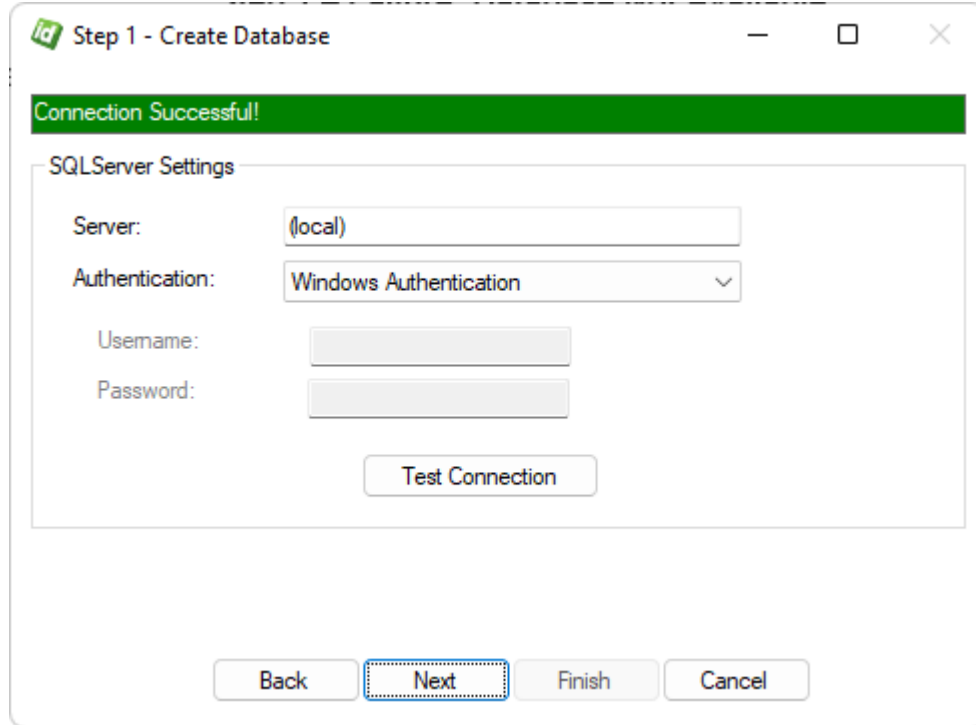 Step 1 - Create Database
Connection Successful!
SQLServer Settings
Server: (local)
Authentication: Windows Authentication
Username:
Password:
Test Connection
Back Next Finish Cancel